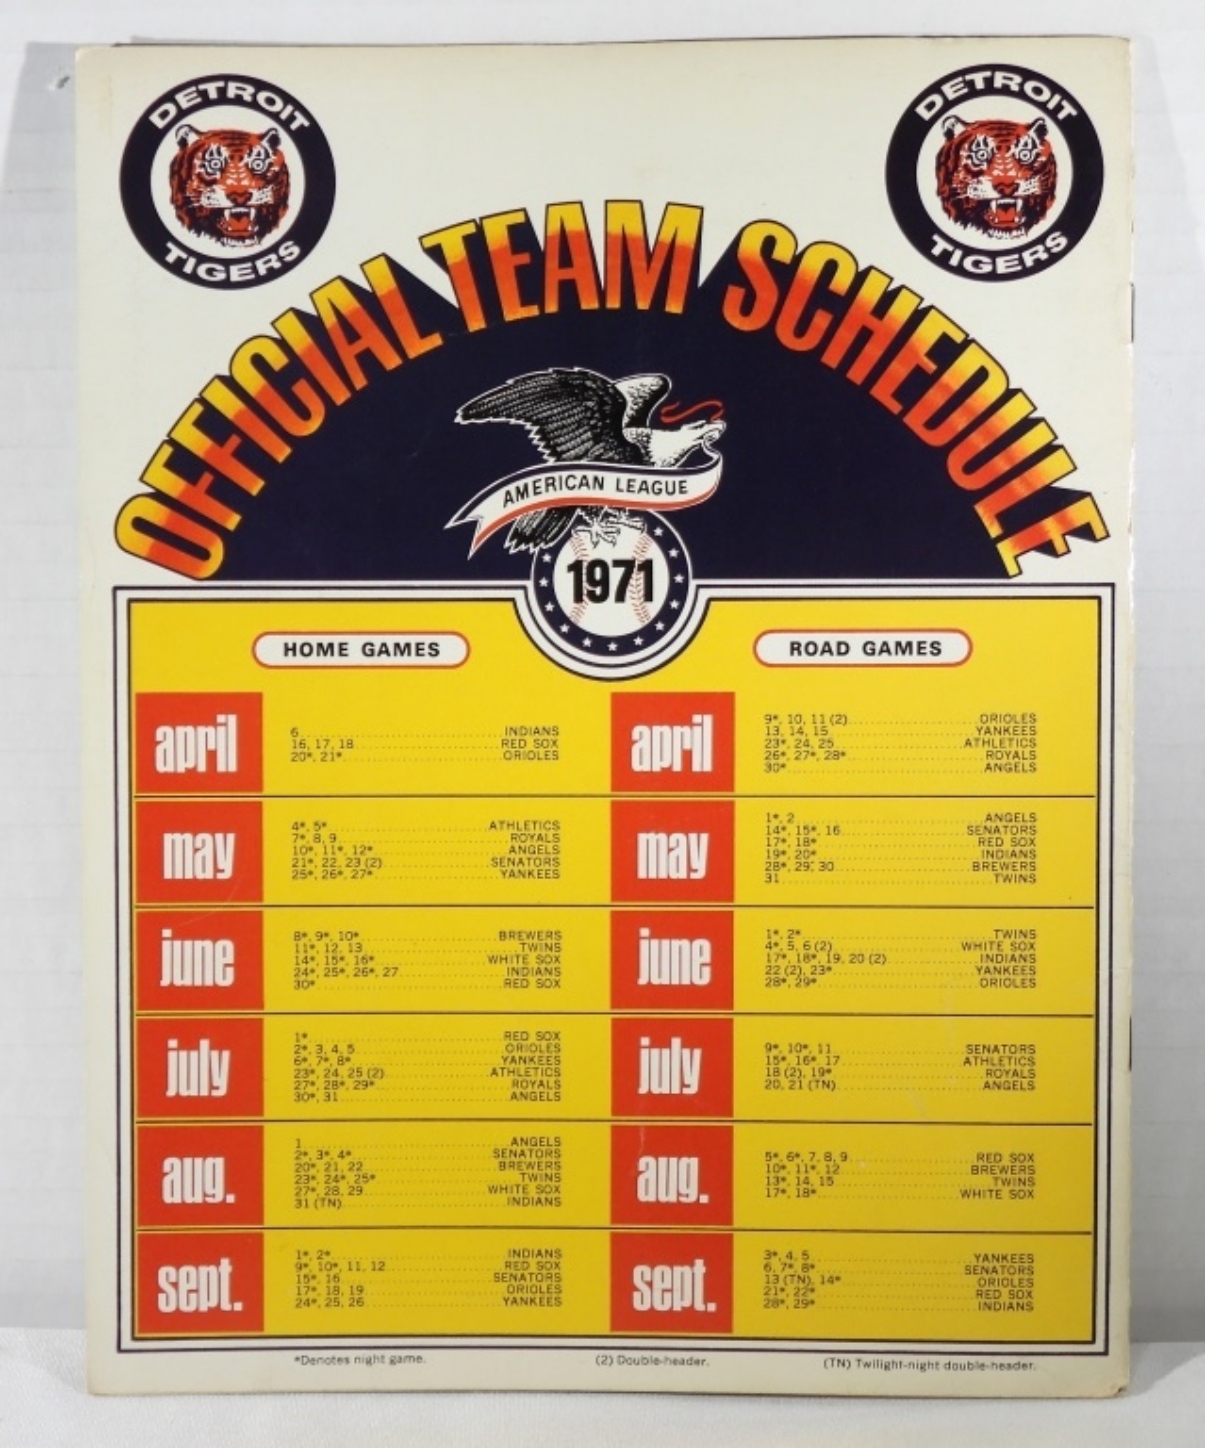 DETROIT
TIGERS
DETROIT
TIGERS
OFFICIAL TEAM SCHEDULE
AMERICAN LEAGUE
1971
HOME GAMES
april
6 INDIANS
16, 17, 18 RED SOX
20*, 21* ORIOLES
may
4*, 5* ATHLETICS
7*, 8, 9 ROYALS
10*, 11*, 12* ANGELS
21*, 22, 23 (2) SENATORS
25*, 26*, 27* YANKEES
june
8*, 9*, 10* BREWERS
11*, 12, 13 TWINS
14*, 15*, 16* WHITE SOX
24*, 25*, 26*, 27 INDIANS
30* RED SOX
july
1* RED SOX
2*, 3, 4, 5 ORIOLES
6*, 7*, 8* YANKEES
23*, 24, 25 (2) ATHLETICS
27*, 28*, 29* ROYALS
30*, 31 ANGELS
aug.
1 ANGELS
2*, 3*, 4* SENATORS
20*, 21, 22 BREWERS
23*, 24*, 25* TWINS
27*, 28, 29 WHITE SOX
31 (TN) INDIANS
sept.
1*, 2* INDIANS
9*, 10*, 11, 12 RED SOX
15*, 16 SENATORS
17*, 18, 19 ORIOLES
24*, 25, 26 YANKEES
ROAD GAMES
april
9*, 10, 11 (2) ORIOLES
13, 14, 15 YANKEES
23*, 24, 25 ATHLETICS
26*, 27*, 28* ROYALS
30* ANGELS
may
1*, 2 ANGELS
14*, 15*, 16 SENATORS
17*, 18* RED SOX
19*, 20* INDIANS
28*, 29, 30 BREWERS
31 TWINS
june
1*, 2* TWINS
4*, 5, 6 (2) WHITE SOX
17*, 18*, 19, 20 (2) INDIANS
22 (2), 23* YANKEES
28*, 29* ORIOLES
july
9*, 10*, 11 SENATORS
15*, 16*, 17 ATHLETICS
18 (2), 19* ROYALS
20, 21 (TN) ANGELS
aug.
5*, 6*, 7, 8, 9 RED SOX
10*, 11*, 12 BREWERS
13*, 14, 15 TWINS
17*, 18* WHITE SOX
sept.
3*, 4, 5 YANKEES
6, 7*, 8* SENATORS
13 (TN), 14* ORIOLES
21*, 22* RED SOX
28*, 29* INDIANS
*Denotes night game. (2) Double-header. (TN) Twilight-night double-header.